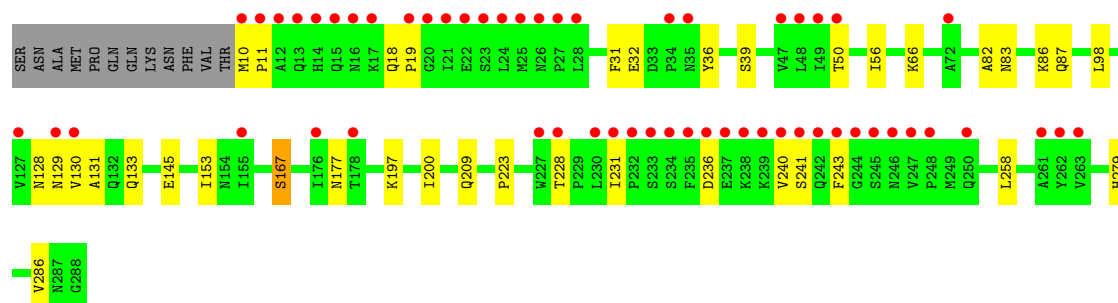 SER ASN ALA MET PRO GLN GLN LYS ASN PHE VAL THR M10 P11 A12 Q13 H14 Q15 N16 K17 Q18 P19 G20 I21 E22 S23 L24 M25 N26 P27 L28 F31 E32 D33 P34 N35 Y36 S39 V47 L48 I49 T50 I56 K66 A72 A82 N83 K86 Q87 L98
V127 N128 N129 V130 A131 Q132 Q133 E145 I153 N154 I155 S167 I176 N177 T178 K197 I200 Q209 P223 W227 T228 P229 L230 I231 P232 S233 S234 F235 D236 E237 K238 K239 V240 S241 Q242 F243 G244 S245 N246 V247 P248 M249 Q250 L258 A261 Y262 V263 H279
V286 N287 G288